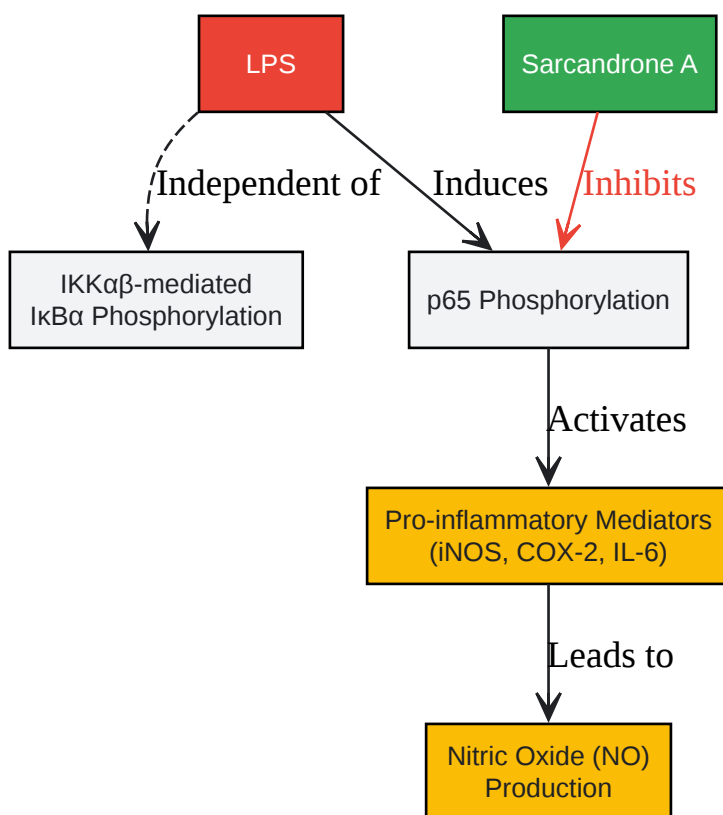 LPS
Sarcandrone A
Independent of
Induces
Inhibits
IKKαβ-mediated
IκBα Phosphorylation
p65 Phosphorylation
Activates
Pro-inflammatory Mediators
(iNOS, COX-2, IL-6)
Leads to
Nitric Oxide (NO)
Production